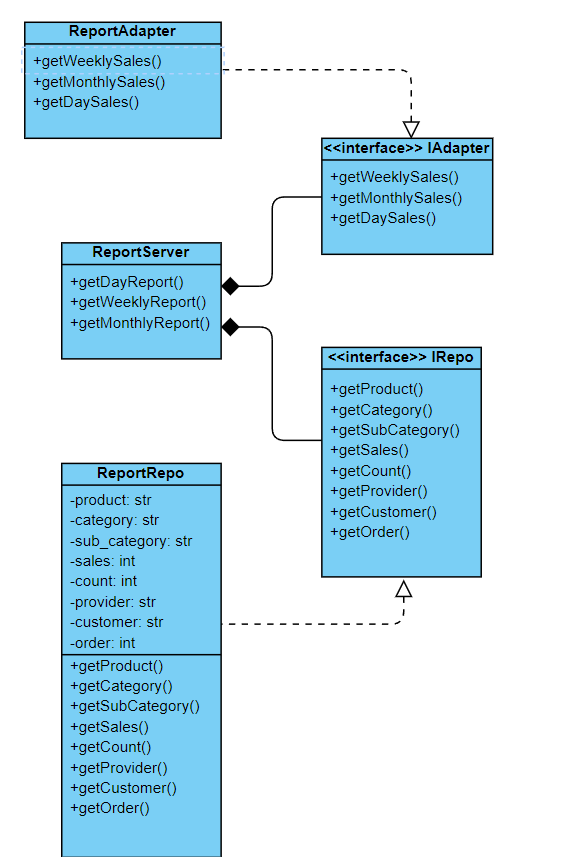 ReportAdapter
+getWeeklySales()
+getMonthlySales()
+getDaySales()
<<interface>> IAdapter
+getWeeklySales()
+getMonthlySales()
+getDaySales()
ReportServer
+getDayReport()
+getWeeklyReport()
+getMonthlyReport()
<<interface>> IRepo
+getProduct()
+getCategory()
+getSubCategory()
+getSales()
+getCount()
+getProvider()
+getCustomer()
+getOrder()
ReportRepo
-product: str
-category: str
-sub_category: str
-sales: int
-count: int
-provider: str
-customer: str
-order: int
+getProduct()
+getCategory()
+getSubCategory()
+getSales()
+getCount()
+getProvider()
+getCustomer()
+getOrder()